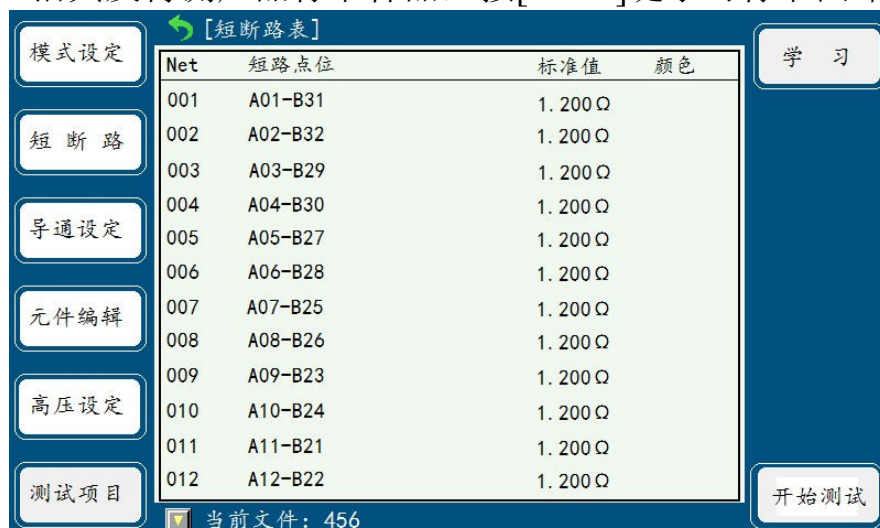 [短断路表]
模式设定
学 习
Net 短路点位 标准值 颜色
001 A01-B31 1.200Ω
002 A02-B32 1.200Ω
短 断 路
003 A03-B29 1.200Ω
004 A04-B30 1.200Ω
导通设定
005 A05-B27 1.200Ω
006 A06-B28 1.200Ω
007 A07-B25 1.200Ω
元件编辑
008 A08-B26 1.200Ω
009 A09-B23 1.200Ω
高压设定
010 A10-B24 1.200Ω
011 A11-B21 1.200Ω
012 A12-B22 1.200Ω
测试项目
开始测试
当前文件: 456